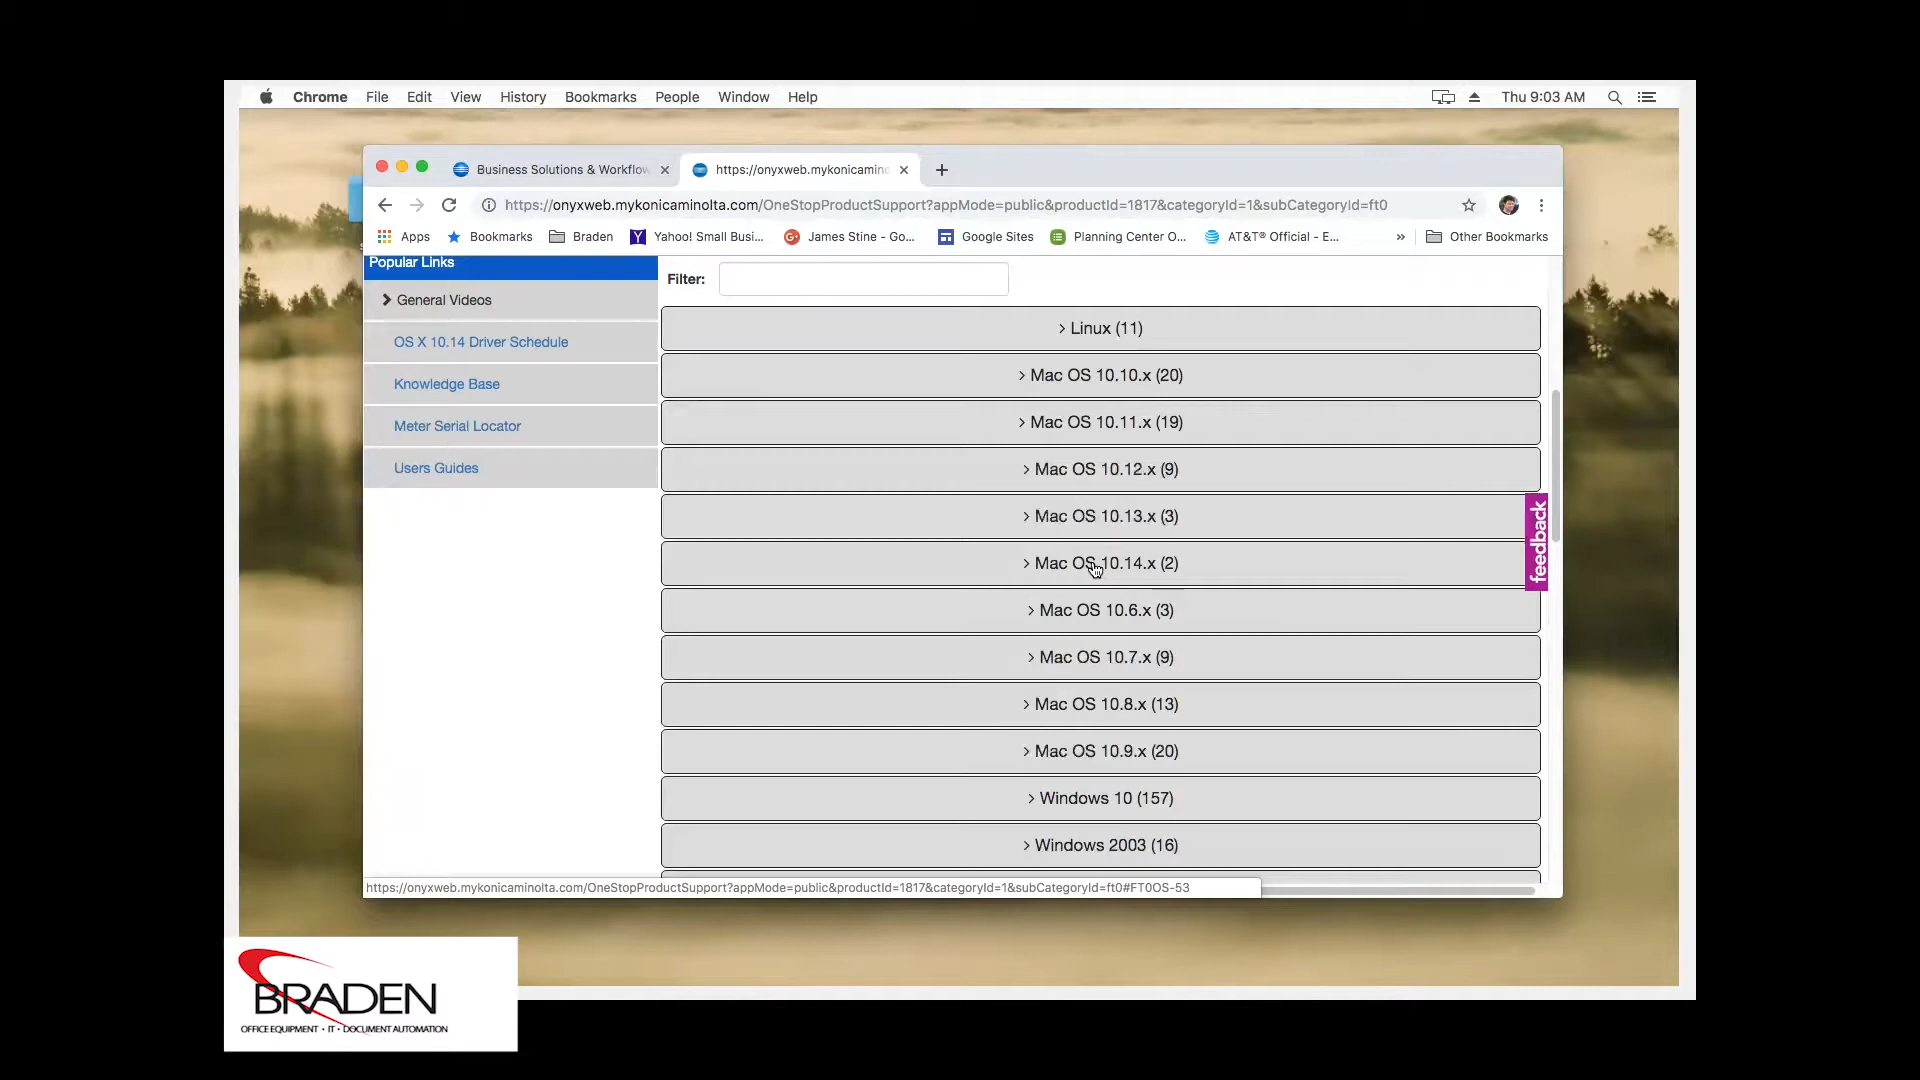 Chrome File Edit View History Bookmarks People Window Help Thu 9:03 AM
Business Solutions & Workflow https://onyxweb.mykonicamino
https://onyxweb.mykonicaminolta.com/OneStopProductSupport?appMode=public&productId=1817&categoryId=1&subCategoryId=ft0
Apps Bookmarks Braden Yahoo! Small Busi... James Stine - Go... Google Sites Planning Center O... AT&T® Official - E... » Other Bookmarks
Popular Links
General Videos
OS X 10.14 Driver Schedule
Knowledge Base
Meter Serial Locator
Users Guides
Filter:
Linux (11)
Mac OS 10.10.x (20)
Mac OS 10.11.x (19)
Mac OS 10.12.x (9)
Mac OS 10.13.x (3)
Mac OS 10.14.x (2)
Mac OS 10.6.x (3)
Mac OS 10.7.x (9)
Mac OS 10.8.x (13)
Mac OS 10.9.x (20)
Windows 10 (157)
Windows 2003 (16)
feedback
https://onyxweb.mykonicaminolta.com/OneStopProductSupport?appMode=public&productId=1817&categoryId=1&subCategoryId=ft0#FT0OS-53
BRADEN
OFFICE EQUIPMENT • IT • DOCUMENT AUTOMATION